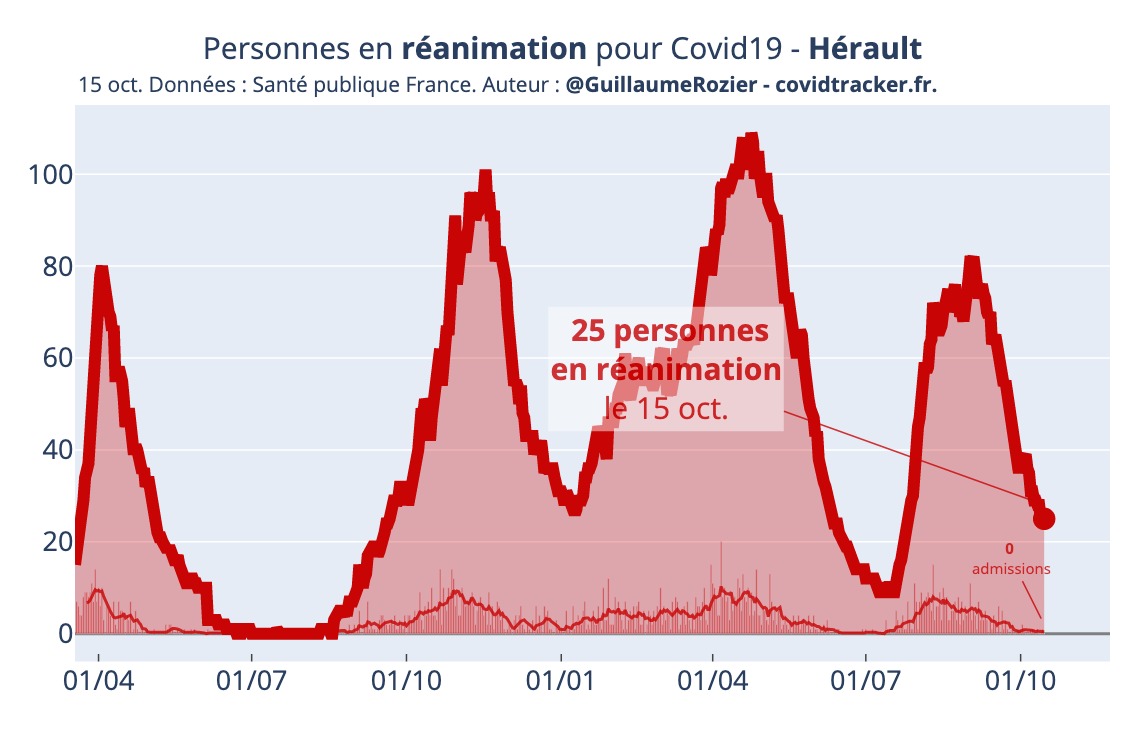 Personnes en réanimation pour Covid19 - Hérault
15 oct. Données : Santé publique France. Auteur : @GuillaumeRozier - covidtracker.fr.
100
80
60
40
20
0
25 personnes
en réanimation
le 15 oct.
0
admissions
01/04
01/07
01/10
01/01
01/04
01/07
01/10